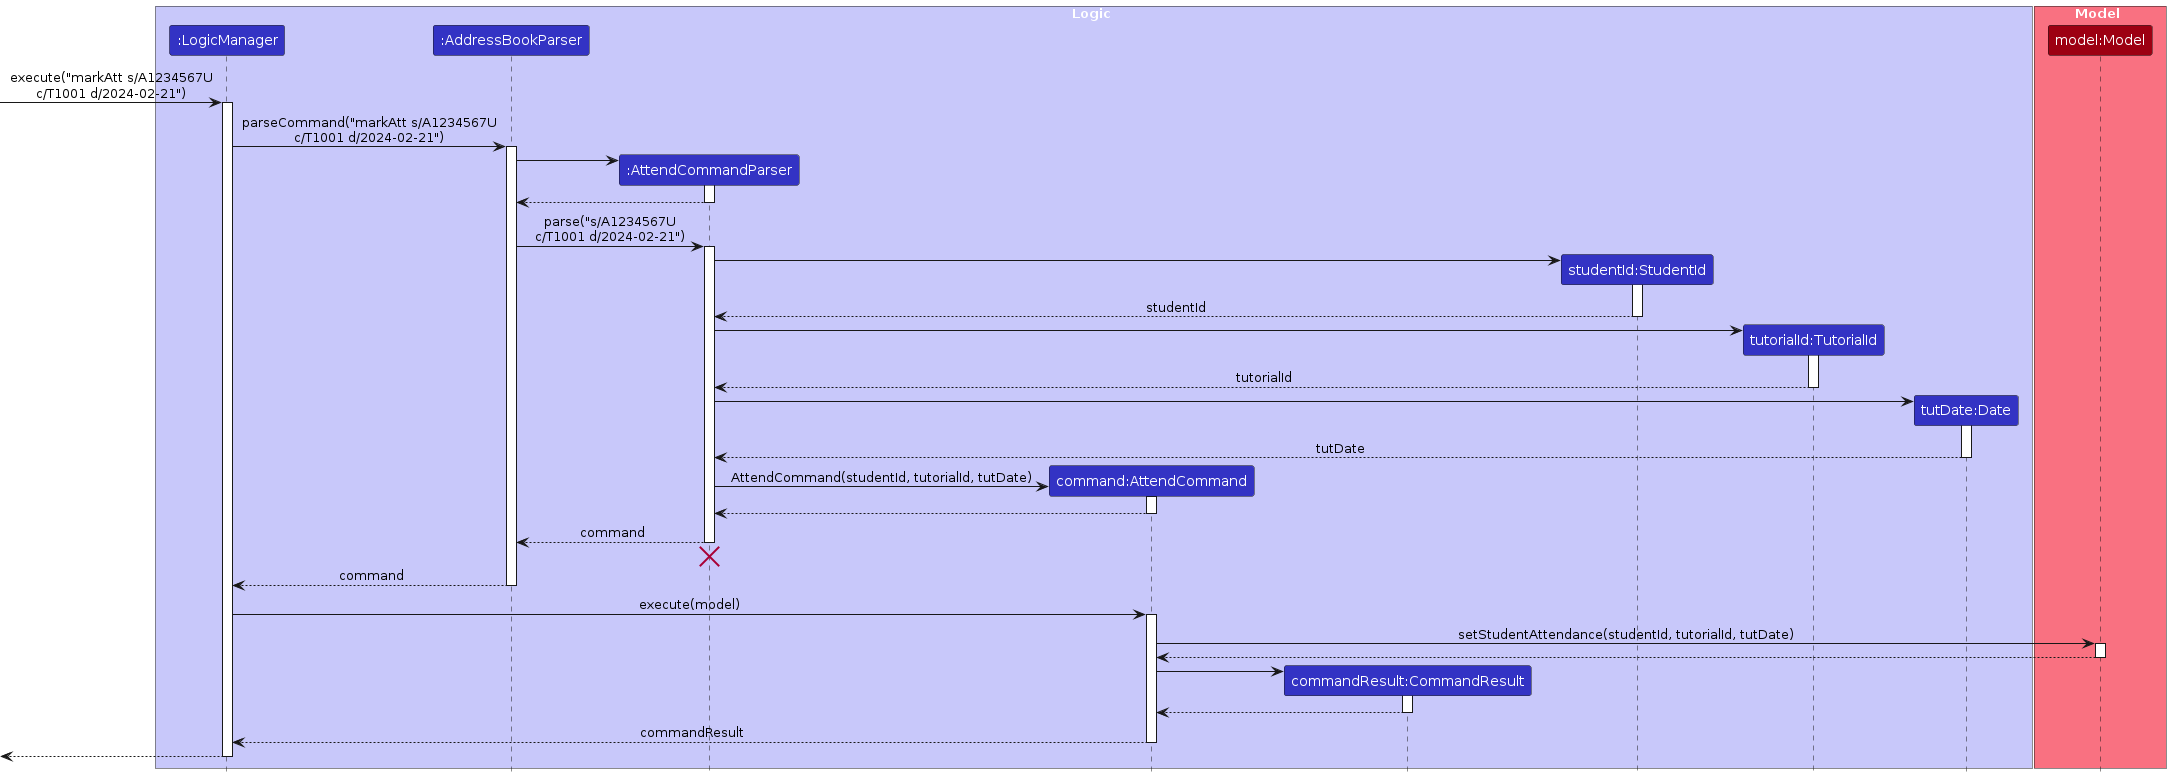 Logic
Model
:LogicManager
:AddressBookParser
model:Model
execute("markAtt s/A1234567U
c/T1001 d/2024-02-21")
parseCommand("markAtt s/A1234567U
c/T1001 d/2024-02-21")
:AttendCommandParser
parse("s/A1234567U
c/T1001 d/2024-02-21")
studentId:StudentId
studentId
tutorialId:TutorialId
tutorialId
tutDate:Date
tutDate
AttendCommand(studentId, tutorialId, tutDate)
command:AttendCommand
command
command
execute(model)
setStudentAttendance(studentId, tutorialId, tutDate)
commandResult:CommandResult
commandResult